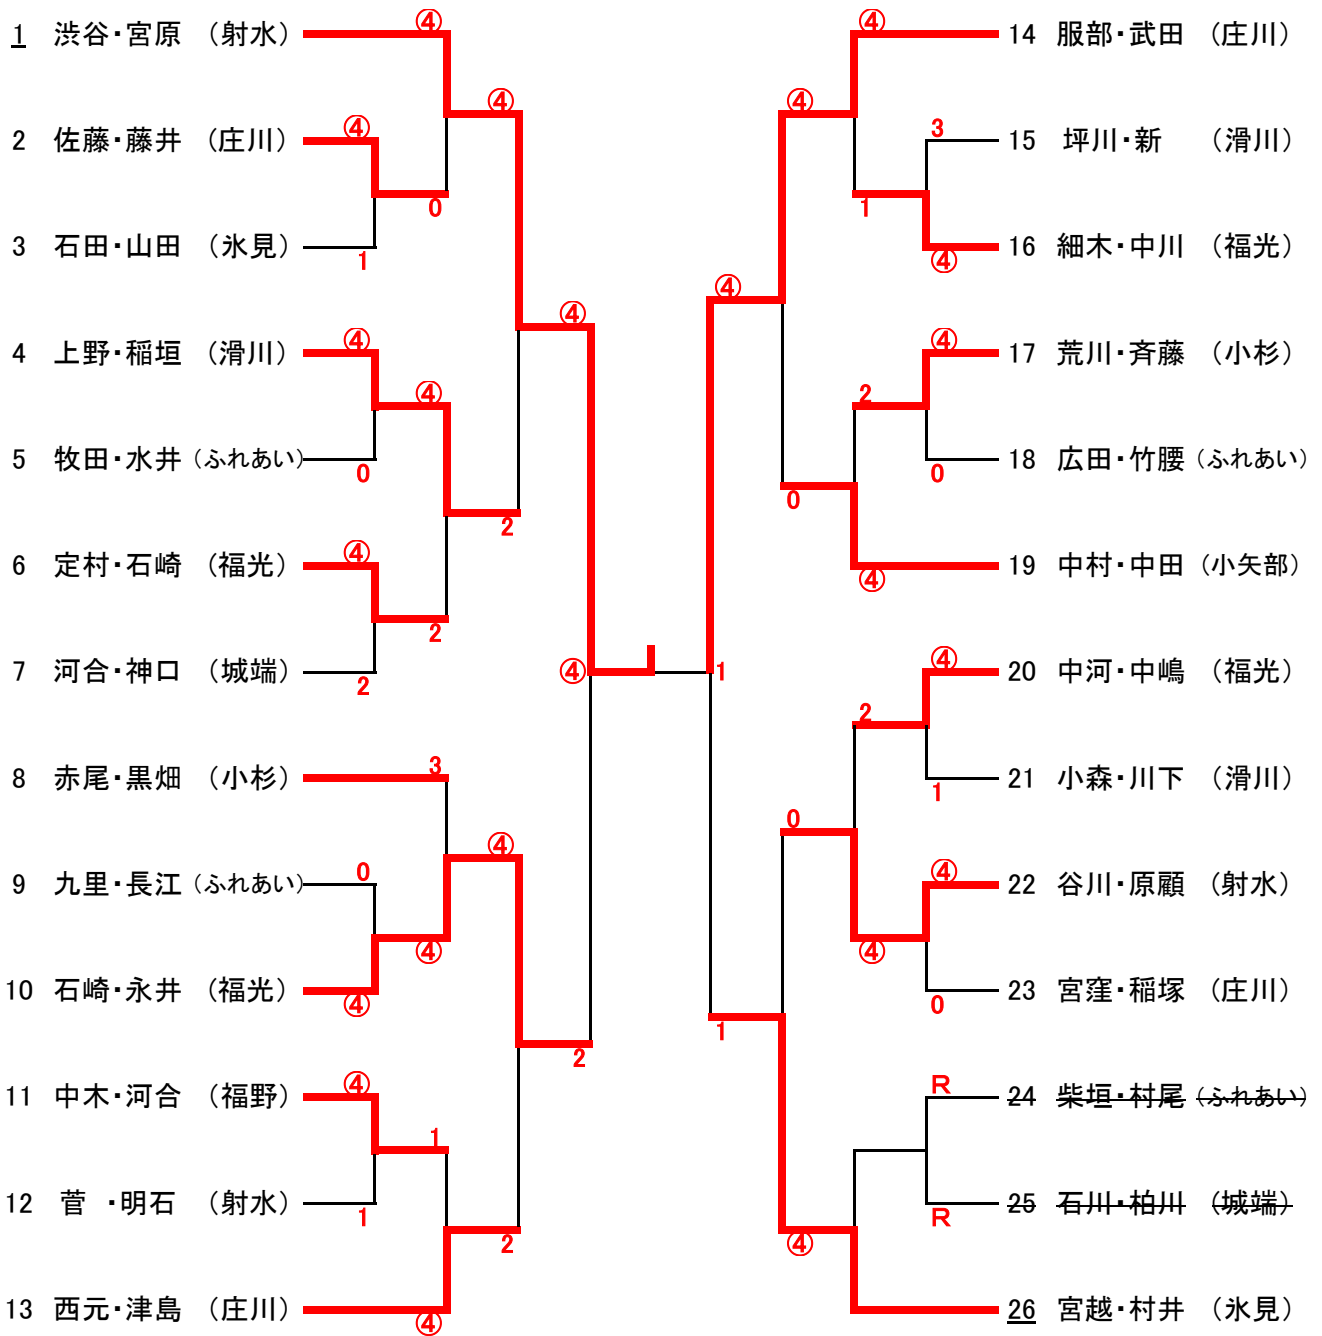 1 渋谷・宮原 （射水） ④
④
2 佐藤・藤井 （庄川） ④
0
3 石田・山田 （氷見） 1
④
4 上野・稲垣 （滑川） ④
④
5 牧田・水井 （ふれあい） 0
2
6 定村・石崎 （福光） ④
2
7 河合・神口 （城端） 2
④
8 赤尾・黒畑 （小杉） 3
④
9 九里・長江 （ふれあい） 0
④
10 石崎・永井 （福光） ④
2
11 中木・河合 （福野） ④
1
12 菅 ・明石 （射水） 1
2
13 西元・津島 （庄川） ④
④ 14 服部・武田 （庄川）
④
3 15 坪川・新 （滑川）
1
④ 16 細木・中川 （福光）
④
④ 17 荒川・斉藤 （小杉）
2
0 18 広田・竹腰 （ふれあい）
0
④ 19 中村・中田 （小矢部）
1
④ 20 中河・中嶋 （福光）
2
1 21 小森・川下 （滑川）
0
④ 22 谷川・原顧 （射水）
④
0 23 宮窪・稲塚 （庄川）
1
R 24 柴垣・村尾 （ふれあい）
R 25 石川・柏川 （城端）
④
26 宮越・村井 （氷見）